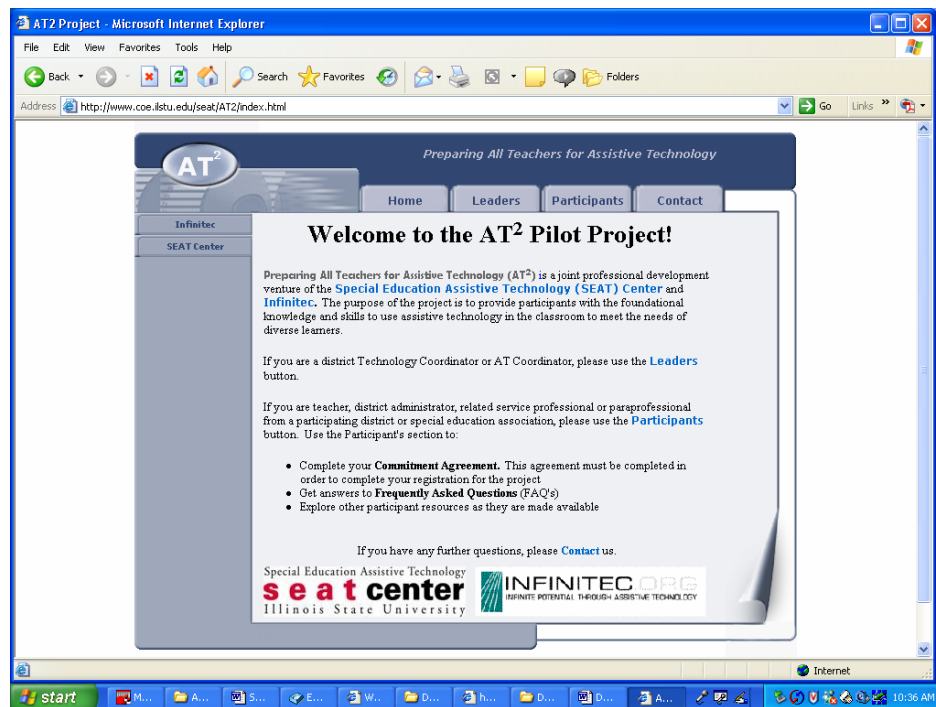 AT2 Project - Microsoft Internet Explorer
File Edit View Favorites Tools Help
Back Search Favorites Folders
Address http://www.coe.ilstu.edu/seat/AT2/index.html Go Links »
AT2
Preparing All Teachers for Assistive Technology
Home Leaders Participants Contact
Infinitec
SEAT Center
Welcome to the AT2 Pilot Project!
Preparing All Teachers for Assistive Technology (AT2) is a joint professional development
venture of the Special Education Assistive Technology (SEAT) Center and
Infinitec. The purpose of the project is to provide participants with the foundational
knowledge and skills to use assistive technology in the classroom to meet the needs of
diverse learners.
If you are a district Technology Coordinator or AT Coordinator, please use the Leaders
button.
If you are teacher, district administrator, related service professional or paraprofessional
from a participating district or special education association, please use the Participants
button. Use the Participant's section to:
• Complete your Commitment Agreement. This agreement must be completed in
order to complete your registration for the project
• Get answers to Frequently Asked Questions (FAQ's)
• Explore other participant resources as they are made available
If you have any further questions, please Contact us.
Special Education Assistive Technology
seat center
Illinois State University
INFINITEC.ORG
INFINITE POTENTIAL THROUGH ASSISTIVE TECHNOLOGY
Internet
start M... A... S... E... W... D... h... D... D... A... 10:36 AM